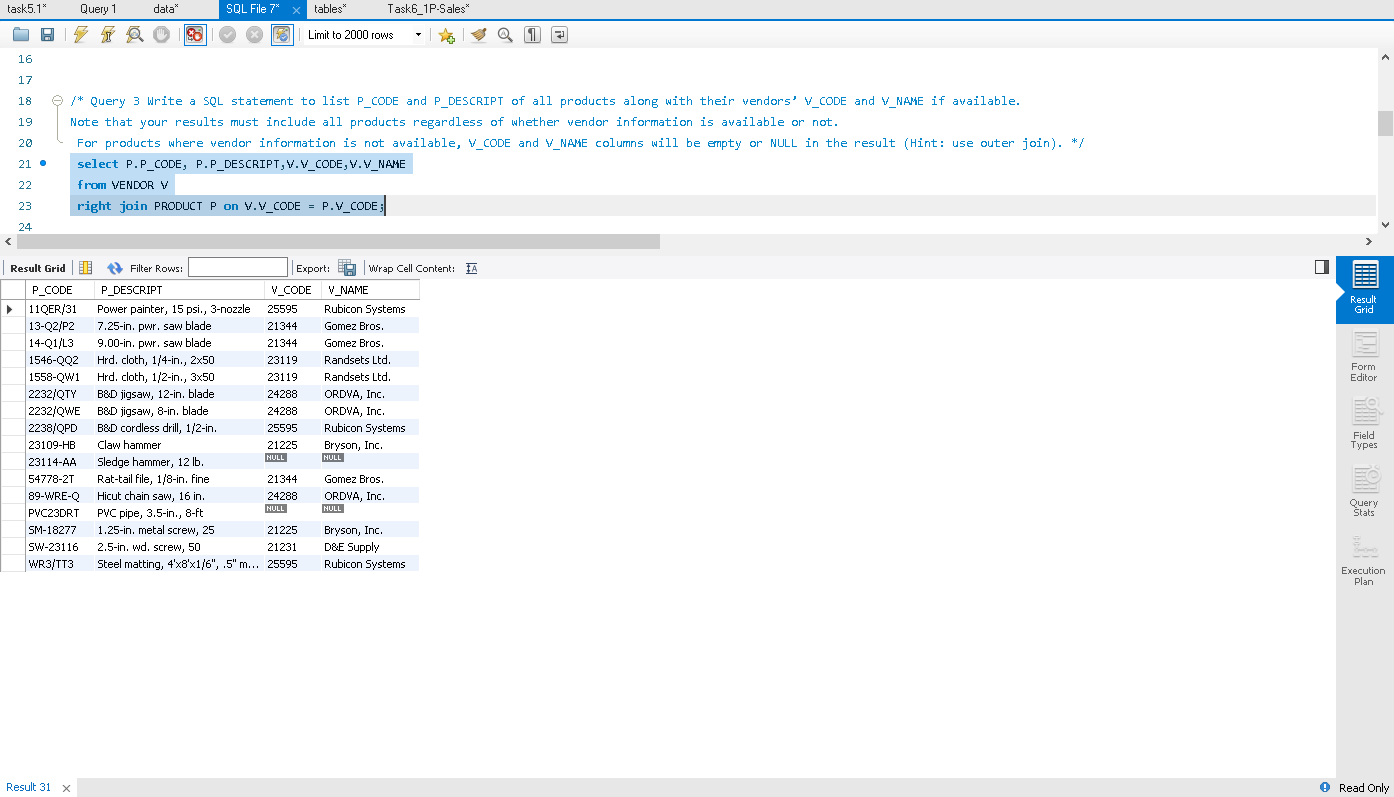 task5.1* Query 1 data* SQL File 7* tables* Task6_1P-Sales*
Limit to 2000 rows
16
17
18 /* Query 3 Write a SQL statement to list P_CODE and P_DESCRIPT of all products along with their vendors’ V_CODE and V_NAME if available.
19 Note that your results must include all products regardless of whether vendor information is available or not.
20 For products where vendor information is not available, V_CODE and V_NAME columns will be empty or NULL in the result (Hint: use outer join). */
21 select P.P_CODE, P.P_DESCRIPT,V.V_CODE,V.V_NAME
22 from VENDOR V
23 right join PRODUCT P on V.V_CODE = P.V_CODE;
24
Result Grid Filter Rows: Export: Wrap Cell Content:
P_CODE P_DESCRIPT V_CODE V_NAME
11QER/31 Power painter, 15 psi., 3-nozzle 25595 Rubicon Systems
13-Q2/P2 7.25-in. pwr. saw blade 21344 Gomez Bros.
14-Q1/L3 9.00-in. pwr. saw blade 21344 Gomez Bros.
1546-QQ2 Hrd. cloth, 1/4-in., 2x50 23119 Randsets Ltd.
1558-QW1 Hrd. cloth, 1/2-in., 3x50 23119 Randsets Ltd.
2232/QTY B&D jigsaw, 12-in. blade 24288 ORDVA, Inc.
2232/QWE B&D jigsaw, 8-in. blade 24288 ORDVA, Inc.
2238/QPD B&D cordless drill, 1/2-in. 25595 Rubicon Systems
23109-HB Claw hammer 21225 Bryson, Inc.
23114-AA Sledge hammer, 12 lb. NULL NULL
54778-2T Rat-tail file, 1/8-in. fine 21344 Gomez Bros.
89-WRE-Q Hicut chain saw, 16 in. 24288 ORDVA, Inc.
PVC23DRT PVC pipe, 3.5-in., 8-ft NULL NULL
SM-18277 1.25-in. metal screw, 25 21225 Bryson, Inc.
SW-23116 2.5-in. wd. screw, 50 21231 D&E Supply
WR3/TT3 Steel matting, 4'x8'x1/6", .5" m... 25595 Rubicon Systems
Result
Grid
Form
Editor
Field
Types
Query
Stats
Execution
Plan
Result 31 Read Only